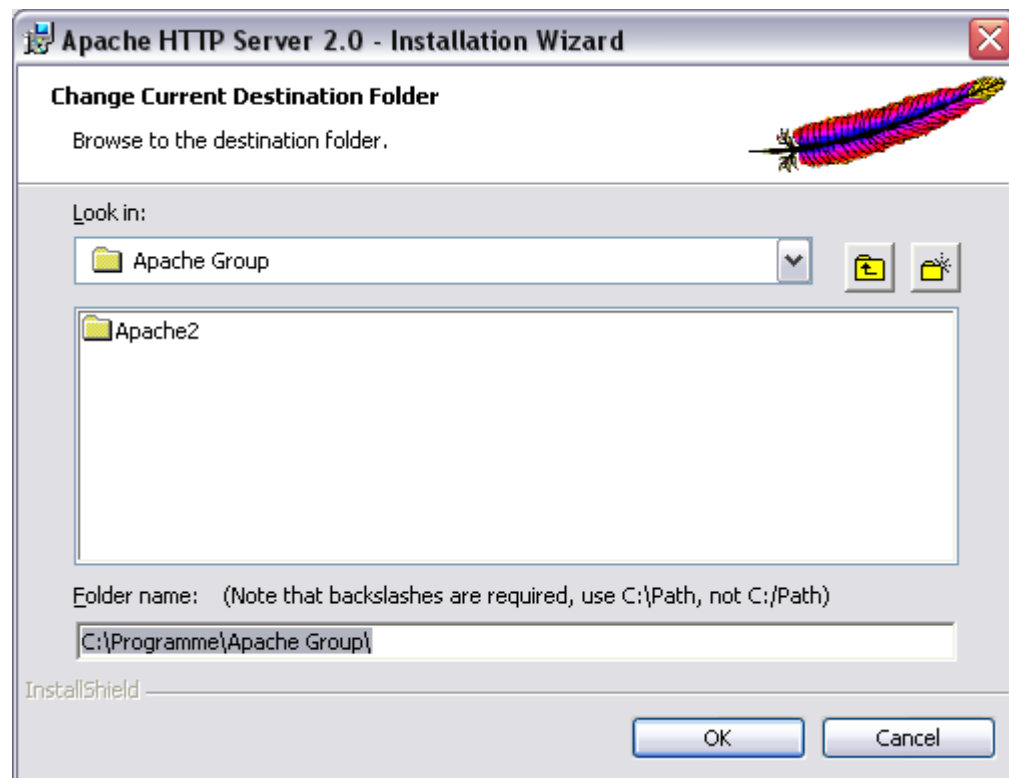 Apache HTTP Server 2.0 - Installation Wizard
Change Current Destination Folder
Browse to the destination folder.
Look in:
Apache Group
Apache2
Folder name: (Note that backslashes are required, use C:\Path, not C:/Path)
C:\Programme\Apache Group\
InstallShield
OK Cancel